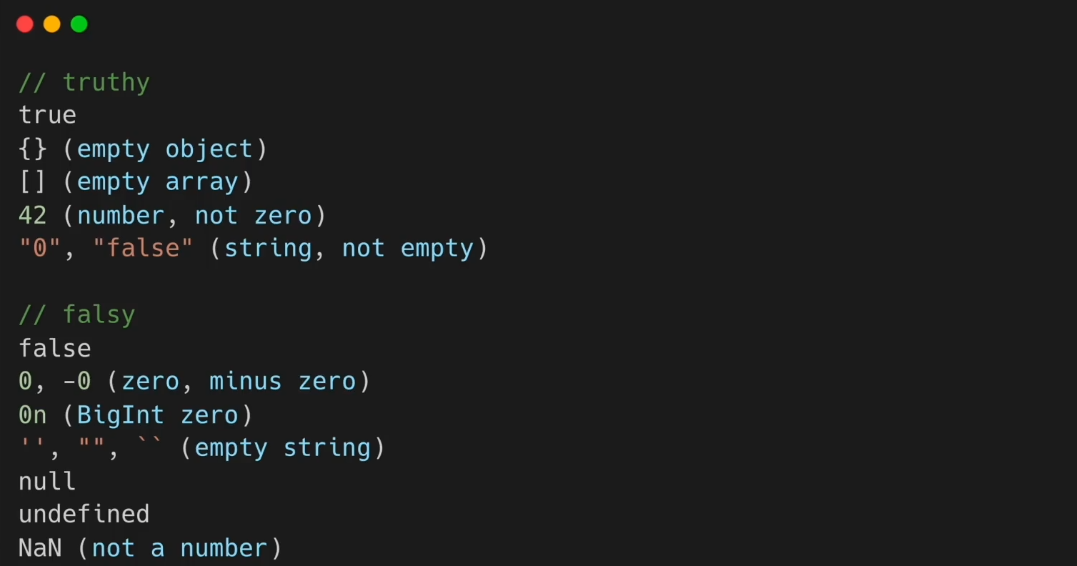 // truthy
true
{} (empty object)
[] (empty array)
42 (number, not zero)
"0", "false" (string, not empty)
// falsy
false
0, -0 (zero, minus zero)
0n (BigInt zero)
'', "", `` (empty string)
null
undefined
NaN (not a number)